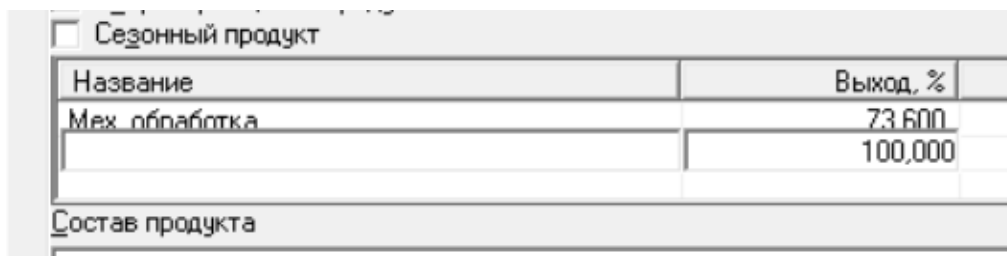 Сезонный продукт
Название Выход, %
Мех. обработка 73,600
100,000
Состав продукта